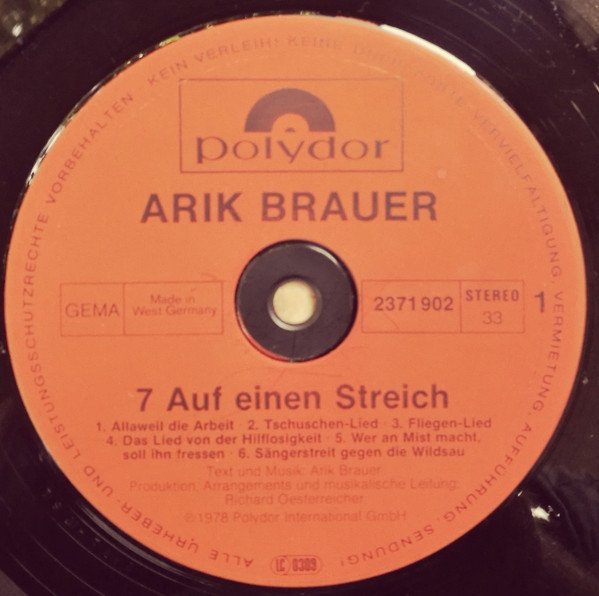 ALLE URHEBER- UND LEISTUNGSSCHUTZRECHTE VORBEHALTEN · KEIN VERLEIH! KEINE VERVIELFÄLTIGUNG, VERMIETUNG, AUFFÜHRUNG, SENDUNG!
polydor
ARIK BRAUER
GEMA
Made in
West Germany
2371 902
STEREO
33
1
7 Auf einen Streich
1. Allaweil die Arbeit · 2. Tschuschen-Lied · 3. Fliegen-Lied
4. Das Lied von der Hilflosigkeit · 5. Wer an Mist macht,
soll ihn fressen · 6. Sängerstreit gegen die Wildsau
Text und Musik: Arik Brauer
Produktion, Arrangements und musikalische Leitung:
Richard Oesterreicher
℗ 1978 Polydor International GmbH
LC 0309